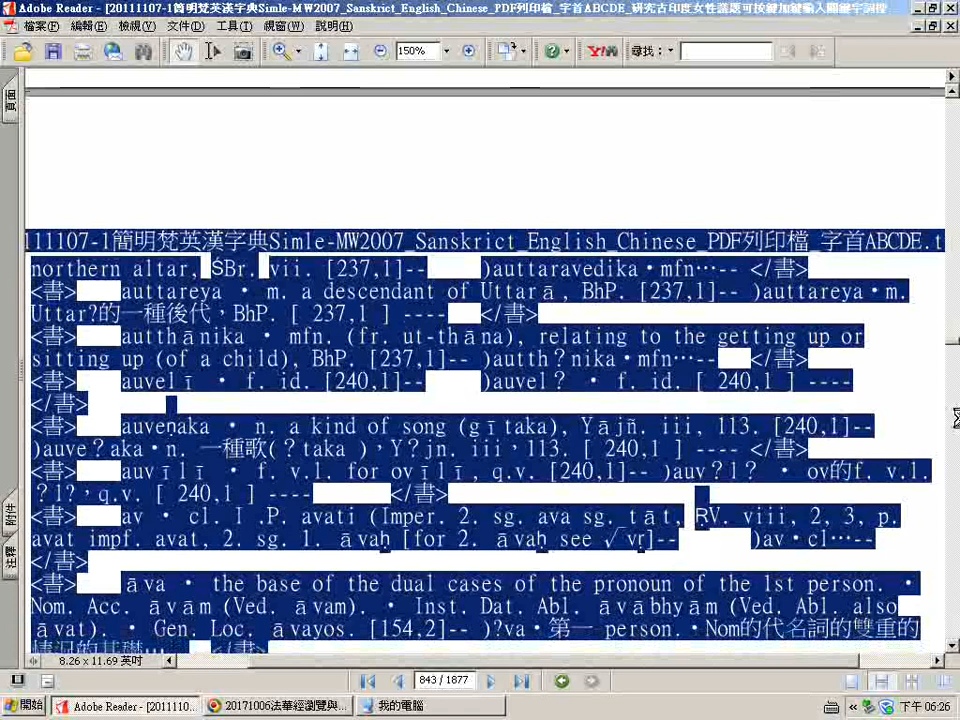 Adobe Reader - [20111107-1簡明梵英漢字典Simle-MW2007_Sanskrict_English_Chinese_PDF列印檔_字首ABCDE_研究古印度女性議題可按鍵加鍵輸入關鍵字詞搜
檔案(F) 編輯(E) 檢視(V) 文件(D) 工具(T) 視窗(W) 說明(H)
150% Y! 尋找:
頁面
111107-1簡明梵英漢字典Simle-MW2007_Sanskrict_English_Chinese_PDF列印檔_字首ABCDE.t
northern altar, ŚBr. vii. [237,1]-- )auttaravedika‧mfn…-- </書>
<書> auttareya ‧ m. a descendant of Uttarā, BhP. [237,1]-- )auttareya‧m.
Uttar?的一種後代，BhP. [ 237,1 ] ---- </書>
<書> autthānika ‧ mfn. (fr. ut-thāna), relating to the getting up or
sitting up (of a child), BhP. [237,1]-- )autth?nika‧mfn…-- </書>
<書> auvelī ‧ f. id. [240,1]-- )auvel? ‧ f. id. [ 240,1 ] ----
</書>
<書> auveṇaka ‧ n. a kind of song (gītaka), Yājñ. iii, 113. [240,1]--
)auve?aka‧n. 一種歌(?taka )，Y?jn. iii，113. [ 240,1 ] ---- </書>
<書> auvīlī ‧ f. v.l. for ovīlī, q.v. [240,1]-- )auv?l? ‧ ov的f. v.l.
?l?，q.v. [ 240,1 ] ---- </書>
<書> av ‧ cl. 1 .P. avati (Imper. 2. sg. ava sg. tāt, ṚV. viii, 2, 3, p.
avat impf. avat, 2. sg. 1. āvaḥ [for 2. āvaḥ see √vṛ]-- )av‧cl…--
</書>
<書> āva ‧ the base of the dual cases of the pronoun of the 1st person. ‧
Nom. Acc. āvām (Ved. āvam). ‧ Inst. Dat. Abl. āvābhyām (Ved. Abl. also
āvat). ‧ Gen. Loc. āvayos. [154,2]-- )?va‧第一 person.‧Nom的代名詞的雙重的
情況的基礎… </書>
附件
注釋
8.26 x 11.69 英吋
843 / 1877
開始 Adobe Reader - [2011110... 20171006法華經瀏覽與... 我的電腦 下午 06:26